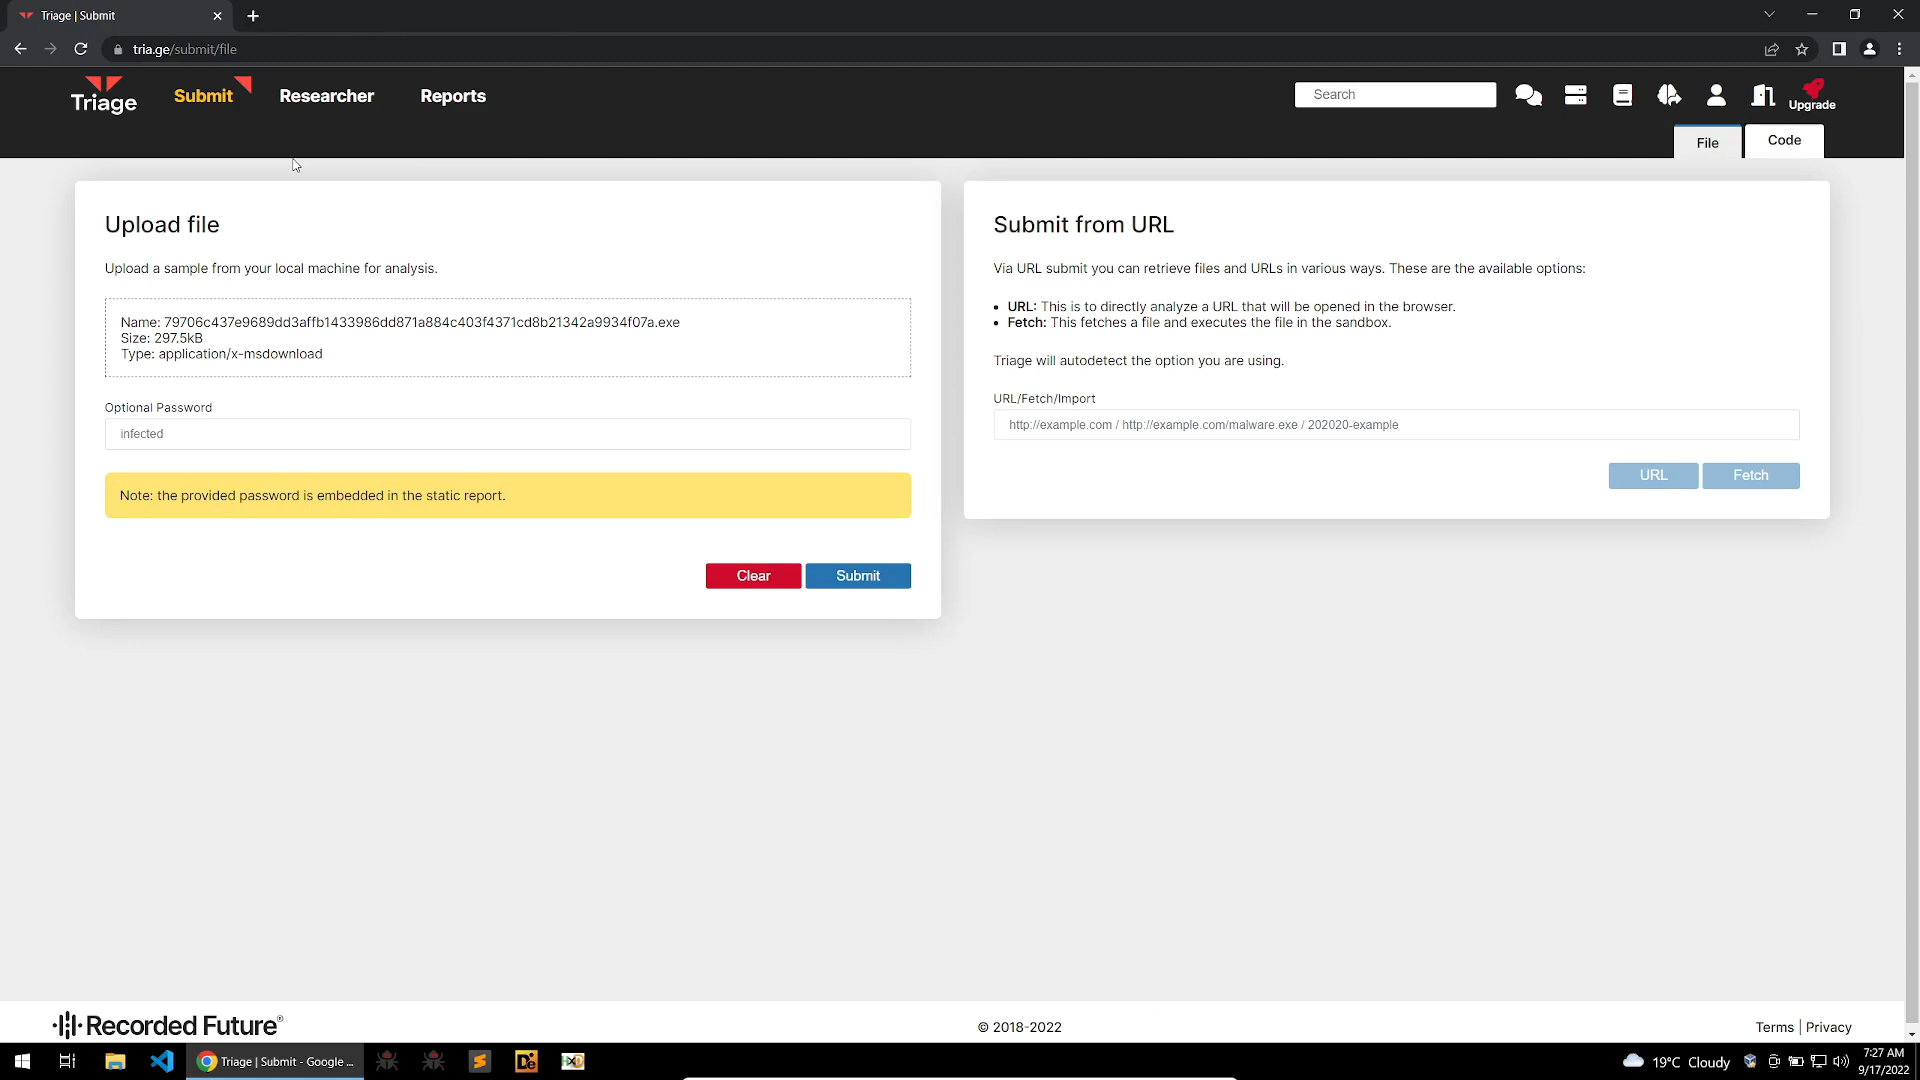 Triage | Submit
tria.ge/submit/file
Triage
Submit
Researcher
Reports
Search
Upgrade
File
Code
Upload file
Upload a sample from your local machine for analysis.
Name: 79706c437e9689dd3affb1433986dd871a884c403f4371cd8b21342a9934f07a.exe
Size: 297.5kB
Type: application/x-msdownload
Optional Password
infected
Note: the provided password is embedded in the static report.
Clear
Submit
Submit from URL
Via URL submit you can retrieve files and URLs in various ways. These are the available options:
• URL: This is to directly analyze a URL that will be opened in the browser.
• Fetch: This fetches a file and executes the file in the sandbox.
Triage will autodetect the option you are using.
URL/Fetch/Import
http://example.com / http://example.com/malware.exe / 202020-example
URL
Fetch
Recorded Future®
© 2018-2022
Terms | Privacy
Triage | Submit - Google ...
19°C Cloudy
7:27 AM
9/17/2022